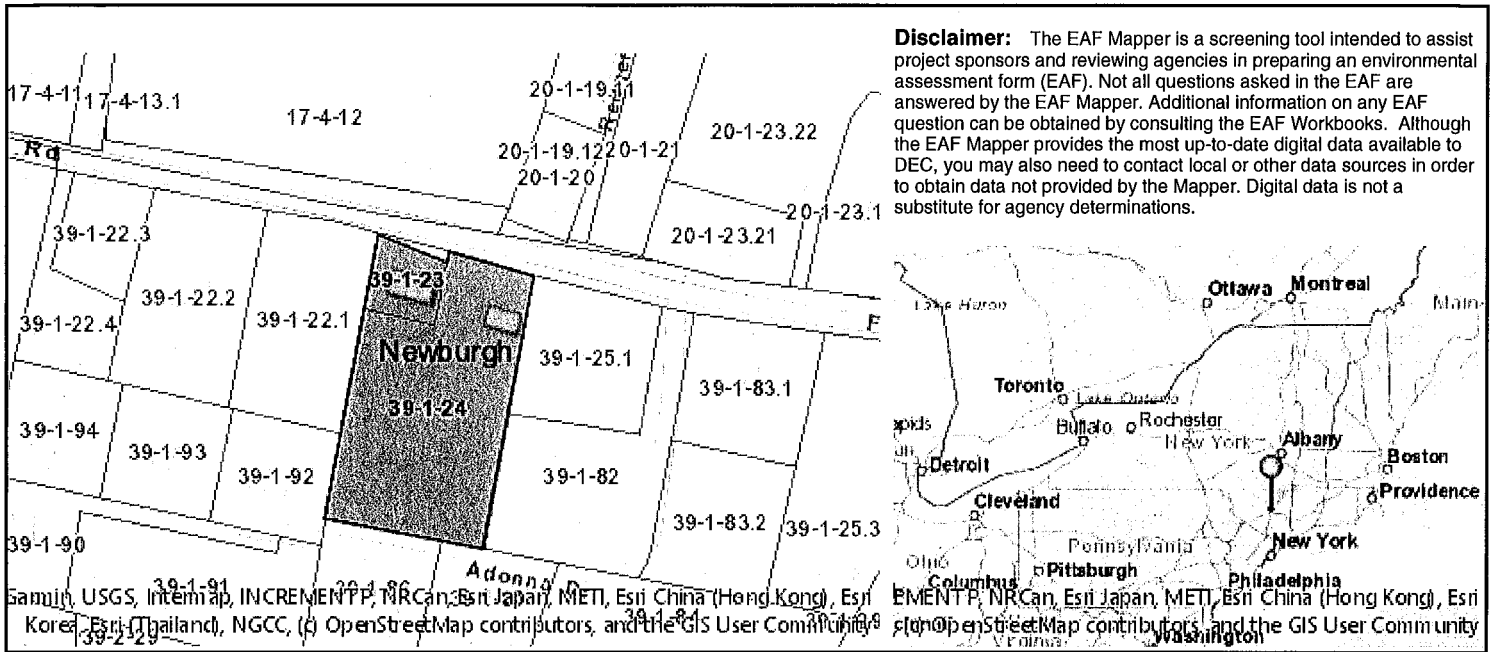 Disclaimer: The EAF Mapper is a screening tool intended to assist
project sponsors and reviewing agencies in preparing an environmental
assessment form (EAF). Not all questions asked in the EAF are
answered by the EAF Mapper. Additional information on any EAF
question can be obtained by consulting the EAF Workbooks. Although
the EAF Mapper provides the most up-to-date digital data available to
DEC, you may also need to contact local or other data sources in order
to obtain data not provided by the Mapper. Digital data is not a
substitute for agency determinations.
17-4-11
17-4-13.1
17-4-12
20-1-19.11
20-1-19.12
20-1-21
20-1-20
20-1-23.22
20-1-23.1
20-1-23.21
Rd
39-1-22.3
39-1-22.2
39-1-22.4
39-1-22.1
39-1-23
Newburgh
39-1-24
39-1-25.1
39-1-83.1
39-1-94
39-1-93
39-1-92
39-1-82
39-1-83.2
39-1-25.3
39-1-90
39-1-91
39-1-86
Adonna D
39-1-84
39-2-29
Garmin, USGS, Intermap, INCREMENT P, NRCan, Esri Japan, METI, Esri China (Hong Kong), Esri
Korea, Esri (Thailand), NGCC, (c) OpenStreetMap contributors, and the GIS User Community
Ottawa
Montreal
Main
Lake Huron
Toronto
Lake Ontario
Rochester
Buffalo
New York
Albany
Boston
Detroit
Providence
Cleveland
New York
Pennsylvania
Ohio
Pittsburgh
Columbus
Philadelphia
EMENT P, NRCan, Esri Japan, METI, Esri China (Hong Kong), Esri
OpenStreetMap contributors, and the GIS User Community
Washington
Virginia